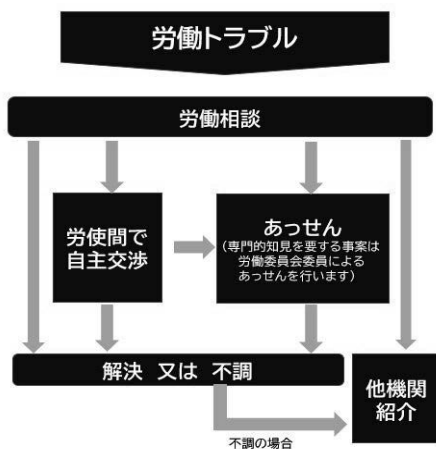 労働トラブル
労働相談
労使間で
自主交渉
あっせん
（専門的知見を要する事案は
労働委員会委員による
あっせんを行います）
解決 又は 不調
他機関
紹介
不調の場合